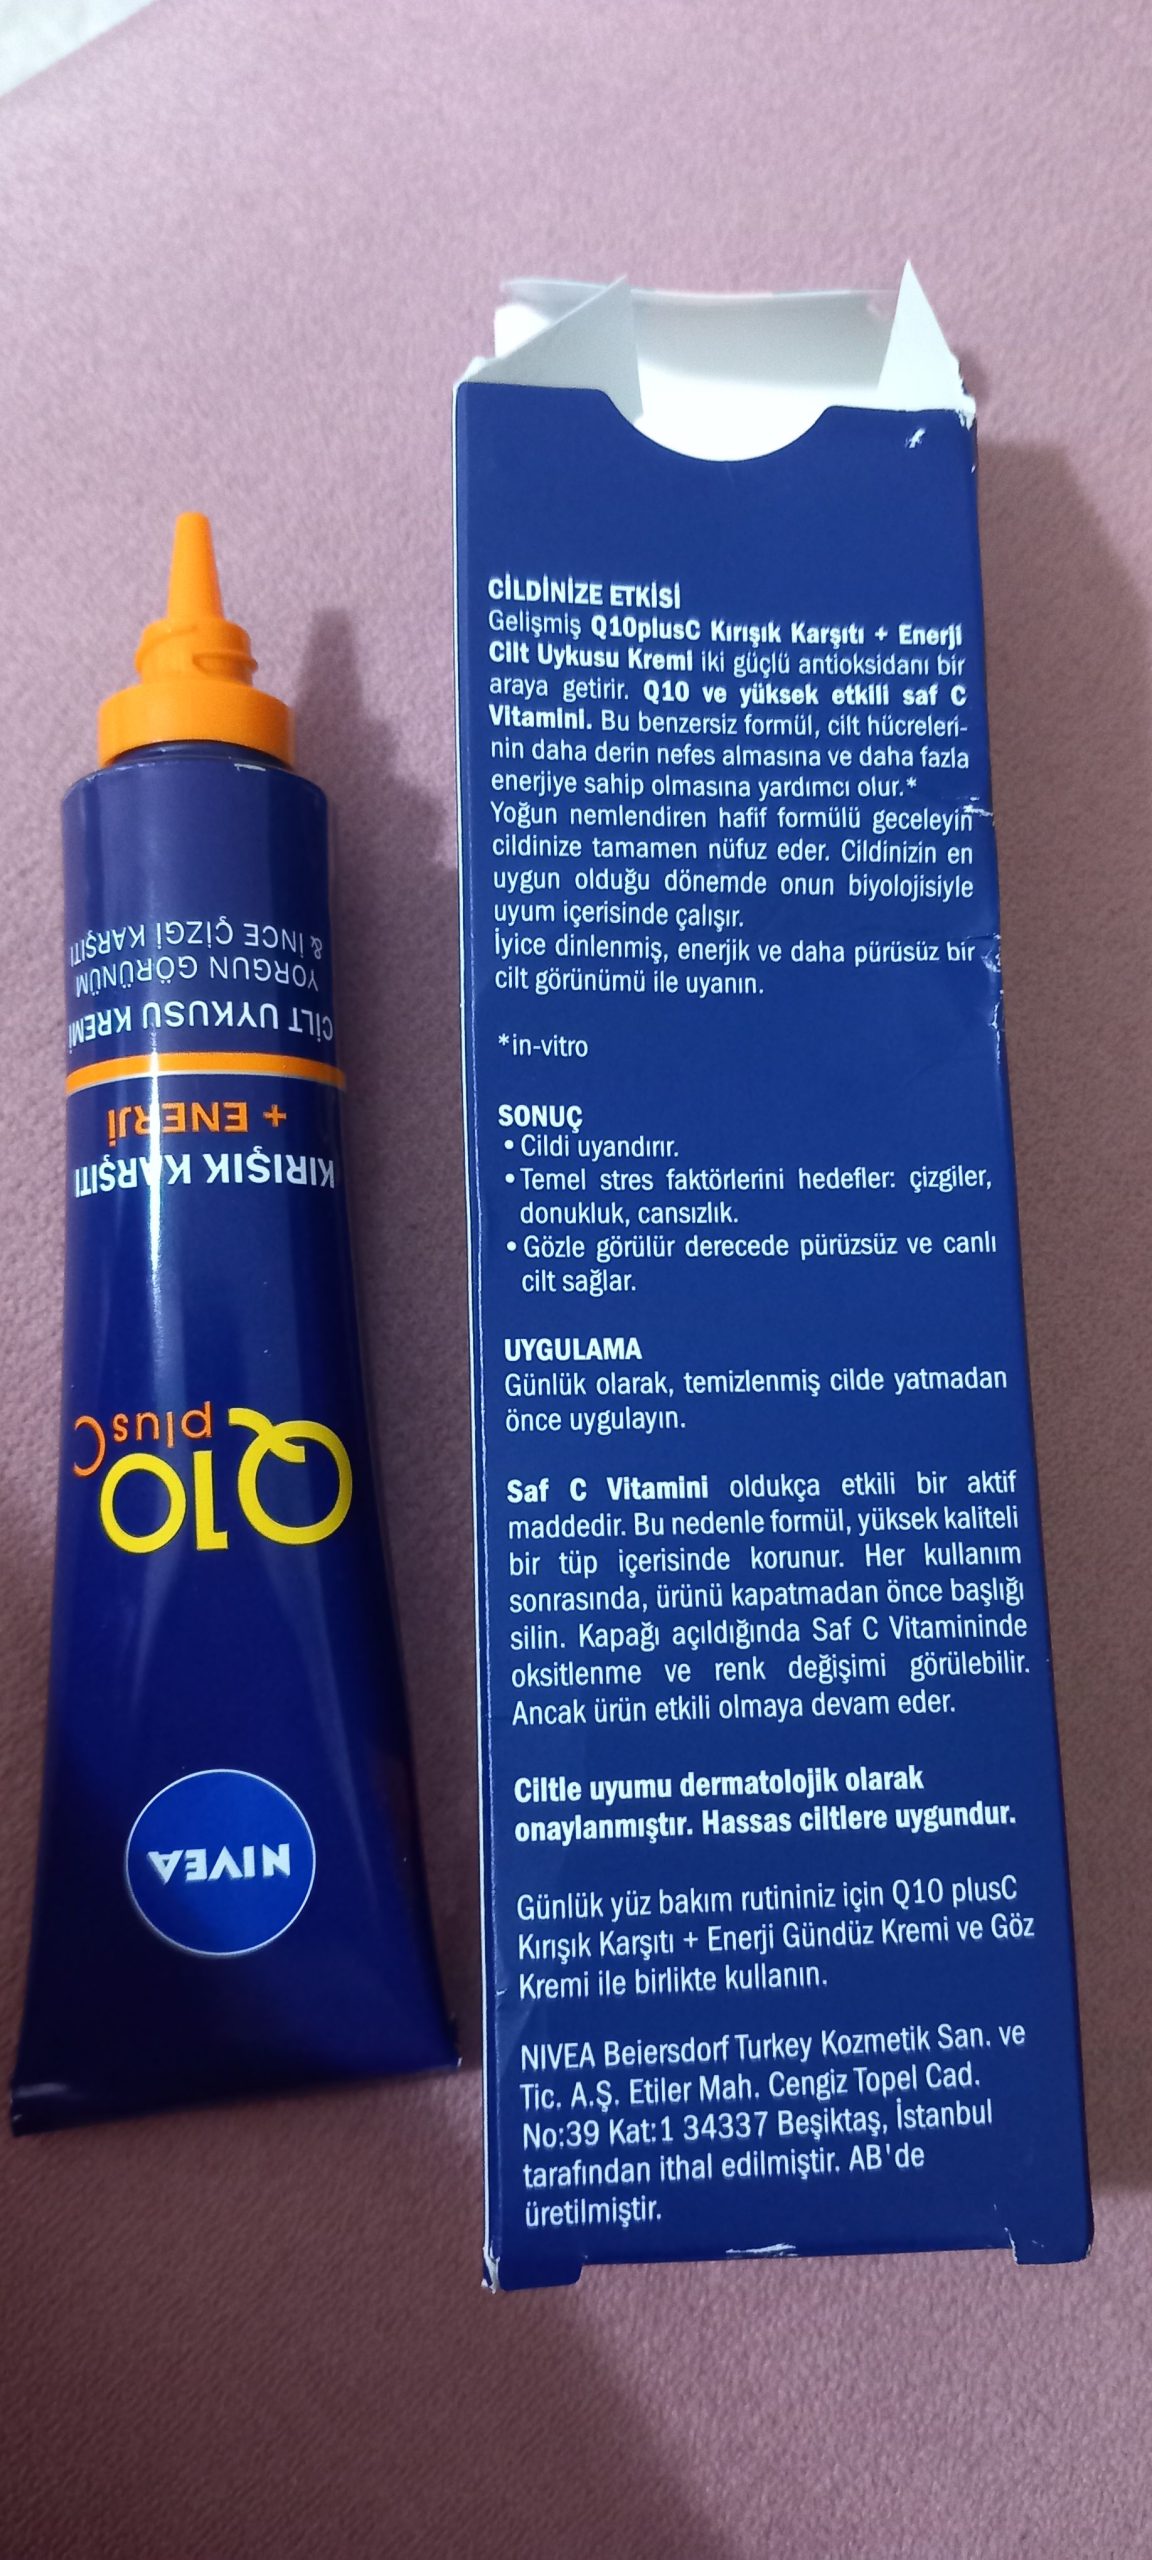 CİLDİNİZE ETKİSİ
Gelişmiş Q10plusC Kırışık Karşıtı + Enerji
Cilt Uykusu Kremi iki güçlü antioksidanı bir
araya getirir. Q10 ve yüksek etkili saf C
Vitamini. Bu benzersiz formül, cilt hücreleri-
nin daha derin nefes almasına ve daha fazla
enerjiye sahip olmasına yardımcı olur.*
Yoğun nemlendiren hafif formülü geceleyin
cildinize tamamen nüfuz eder. Cildinizin en
uygun olduğu dönemde onun biyolojisiyle
uyum içerisinde çalışır.
İyice dinlenmiş, enerjik ve daha pürüsüz bir
cilt görünümü ile uyanın.
*in-vitro
SONUÇ
• Cildi uyandırır.
• Temel stres faktörlerini hedefler: çizgiler,
donukluk, cansızlık.
• Gözle görülür derecede pürüzsüz ve canlı
cilt sağlar.
UYGULAMA
Günlük olarak, temizlenmiş cilde yatmadan
önce uygulayın.
Saf C Vitamini oldukça etkili bir aktif
maddedir. Bu nedenle formül, yüksek kaliteli
bir tüp içerisinde korunur. Her kullanım
sonrasında, ürünü kapatmadan önce başlığı
silin. Kapağı açıldığında Saf C Vitamininde
oksitlenme ve renk değişimi görülebilir.
Ancak ürün etkili olmaya devam eder.
Ciltle uyumu dermatolojik olarak
onaylanmıştır. Hassas ciltlere uygundur.
Günlük yüz bakım rutininiz için Q10 plusC
Kırışık Karşıtı + Enerji Gündüz Kremi ve Göz
Kremi ile birlikte kullanın.
NIVEA Beiersdorf Turkey Kozmetik San. ve
Tic. A.Ş. Etiler Mah. Cengiz Topel Cad.
No:39 Kat:1 34337 Beşiktaş, İstanbul
tarafından ithal edilmiştir. AB'de
üretilmiştir.
NIVEA
Q10
plusC
KIRIŞIK KARŞITI
+ ENERJİ
CİLT UYKUSU KREMİ
YORGUN GÖRÜNÜM
& İNCE ÇİZGİ KARŞITI